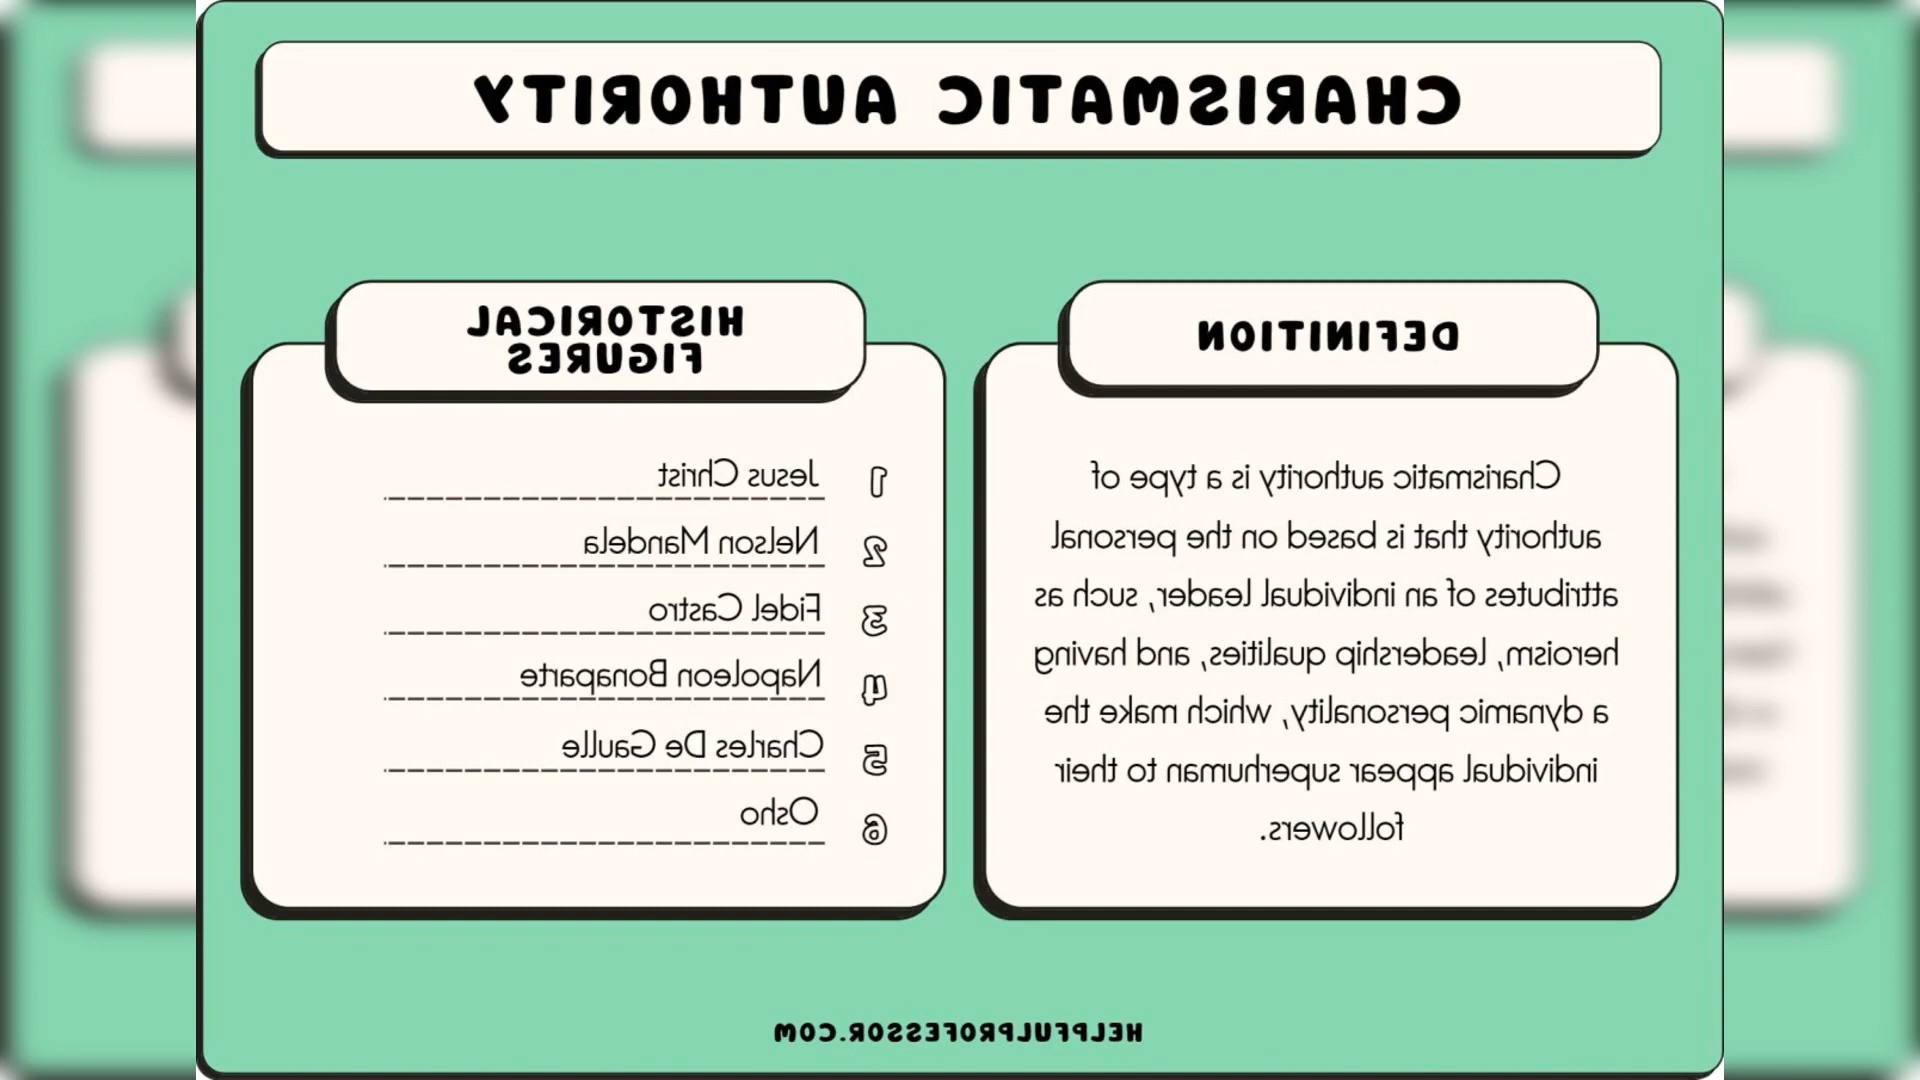 CHARISMATIC AUTHORITY
DEFINITION
Charismatic authority is a type of
authority that is based on the personal
attributes of an individual leader, such as
heroism, leadership qualities, and having
a dynamic personality, which make the
individual appear superhuman to their
followers.
HISTORICAL
FIGURES
1 Jesus Christ
2 Nelson Mandela
3 Fidel Castro
4 Napoleon Bonaparte
5 Charles De Gaulle
6 Osho
HELPFULPROFESSOR.COM